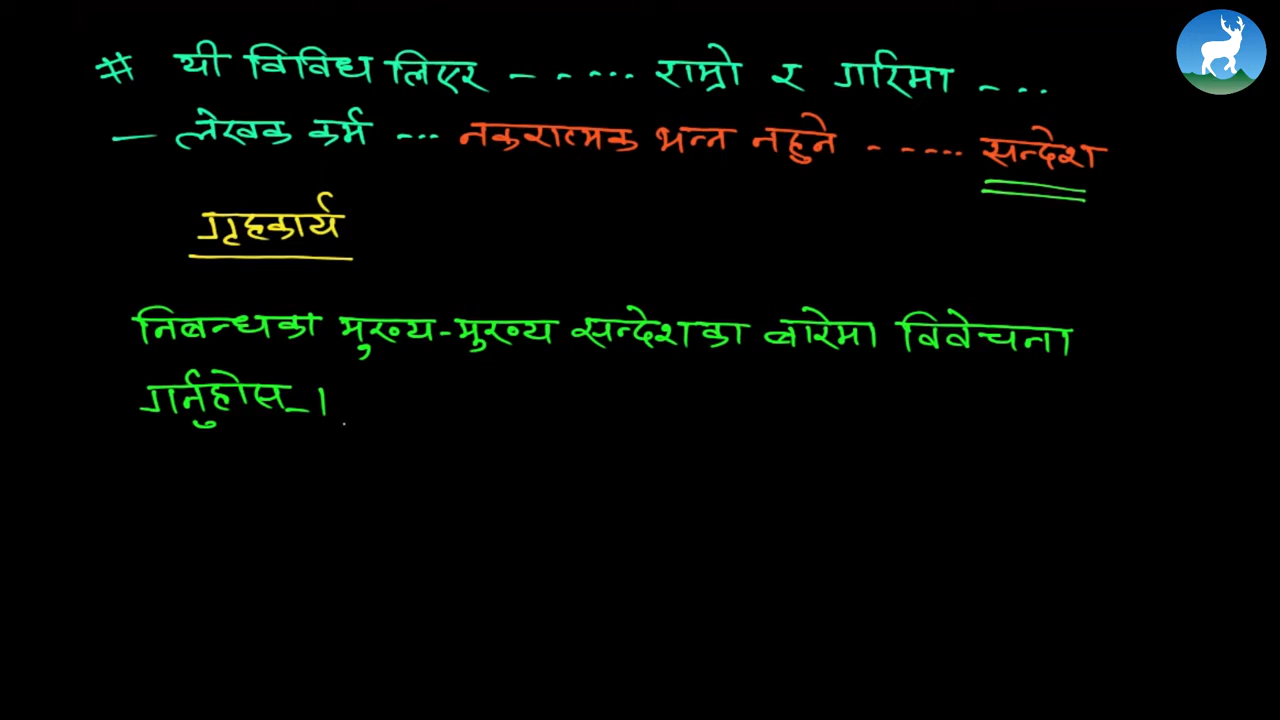 # यी विविध लिएर - - - ... राम्रो र गरिमा - - ..
— लेखक कर्म --- नकरात्मक भन्न नहुने - - - ... सन्देश
गृहकार्य
निबन्धका मुख्य-मुख्य सन्देशका बारेमा विवेचना
गर्नुहोस् ।